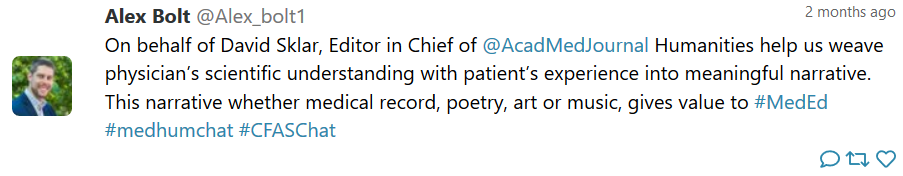 Alex Bolt @Alex_bolt1 2 months ago
On behalf of David Sklar, Editor in Chief of @AcadMedJournal Humanities help us weave
physician’s scientific understanding with patient’s experience into meaningful narrative.
This narrative whether medical record, poetry, art or music, gives value to #MedEd
#medhumchat #CFASChat